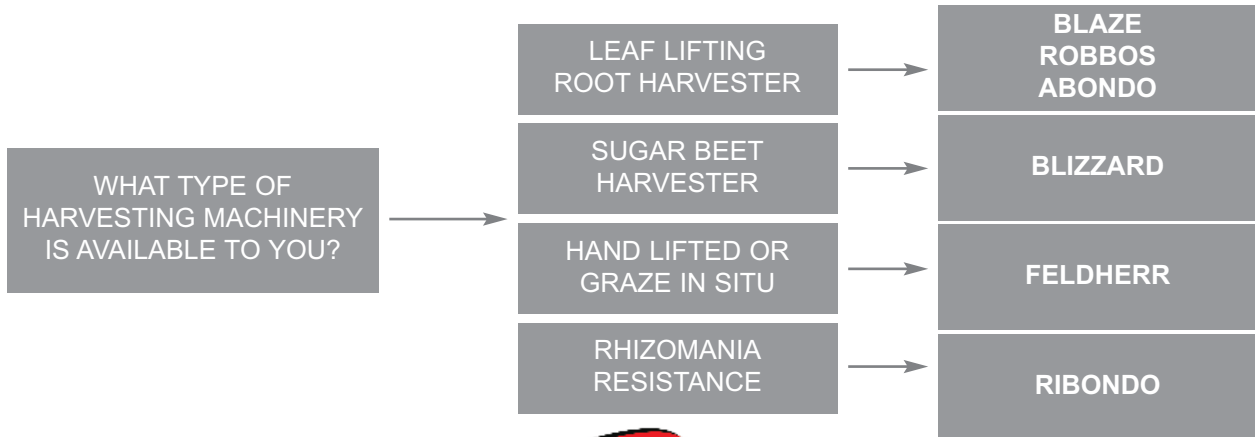 WHAT TYPE OF
HARVESTING MACHINERY
IS AVAILABLE TO YOU?
LEAF LIFTING
ROOT HARVESTER
BLAZE
ROBBOS
ABONDO
SUGAR BEET
HARVESTER
BLIZZARD
HAND LIFTED OR
GRAZE IN SITU
FELDHERR
RHIZOMANIA
RESISTANCE
RIBONDO